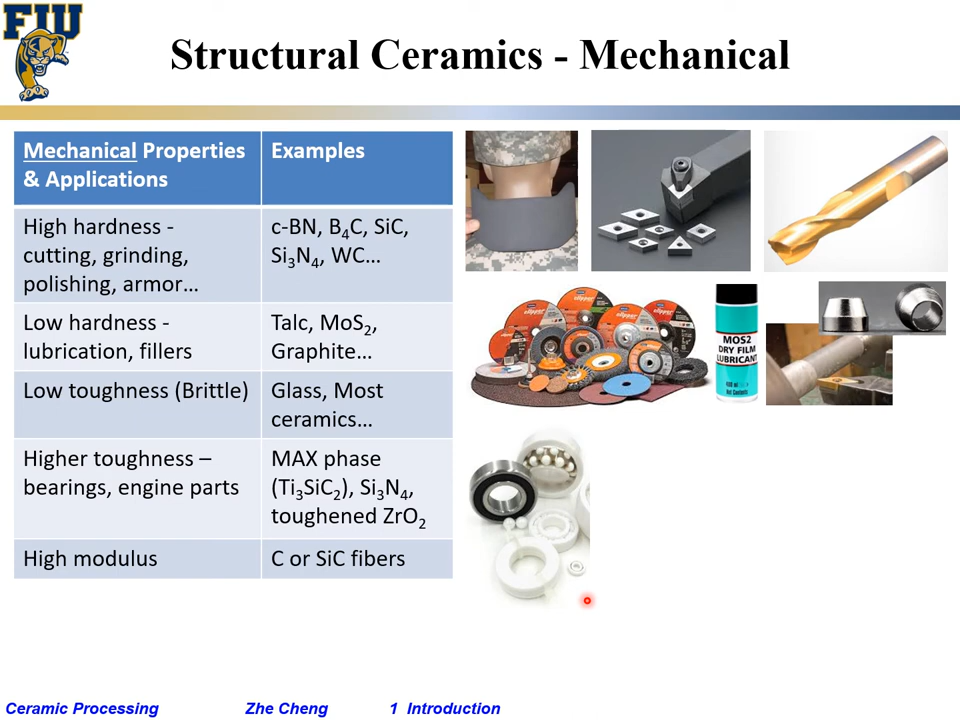 FIU
Structural Ceramics - Mechanical
Mechanical Properties
& Applications
Examples
High hardness -
cutting, grinding,
polishing, armor…
c-BN, B4C, SiC,
Si3N4, WC…
Low hardness -
lubrication, fillers
Talc, MoS2,
Graphite…
Low toughness (Brittle)
Glass, Most
ceramics…
Higher toughness –
bearings, engine parts
MAX phase
(Ti3SiC2), Si3N4,
toughened ZrO2
High modulus
C or SiC fibers
clipper
clipper
clipper
MOS2
DRY FILM
LUBRICANT
Ceramic Processing
Zhe Cheng
1 Introduction